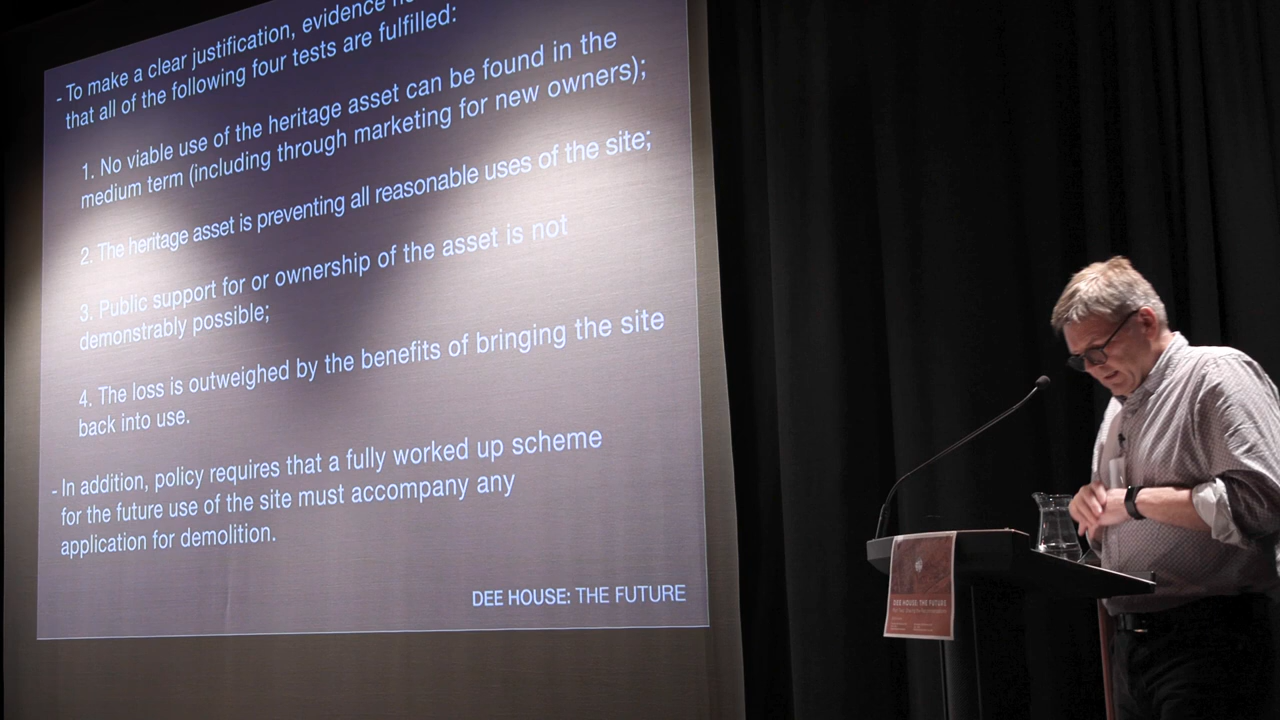 - To make a clear justification, evidence
that all of the following four tests are fulfilled:
1. No viable use of the heritage asset can be found in the
medium term (including through marketing for new owners);
2. The heritage asset is preventing all reasonable uses of the site;
3. Public support for or ownership of the asset is not
demonstrably possible;
4. The loss is outweighed by the benefits of bringing the site
back into use.
- In addition, policy requires that a fully worked up scheme
for the future use of the site must accompany any
application for demolition.
DEE HOUSE: THE FUTURE
DEE HOUSE: THE FUTURE